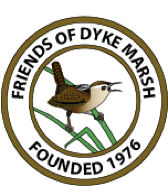 FRIENDS OF DYKE MARSH
FOUNDED 1976